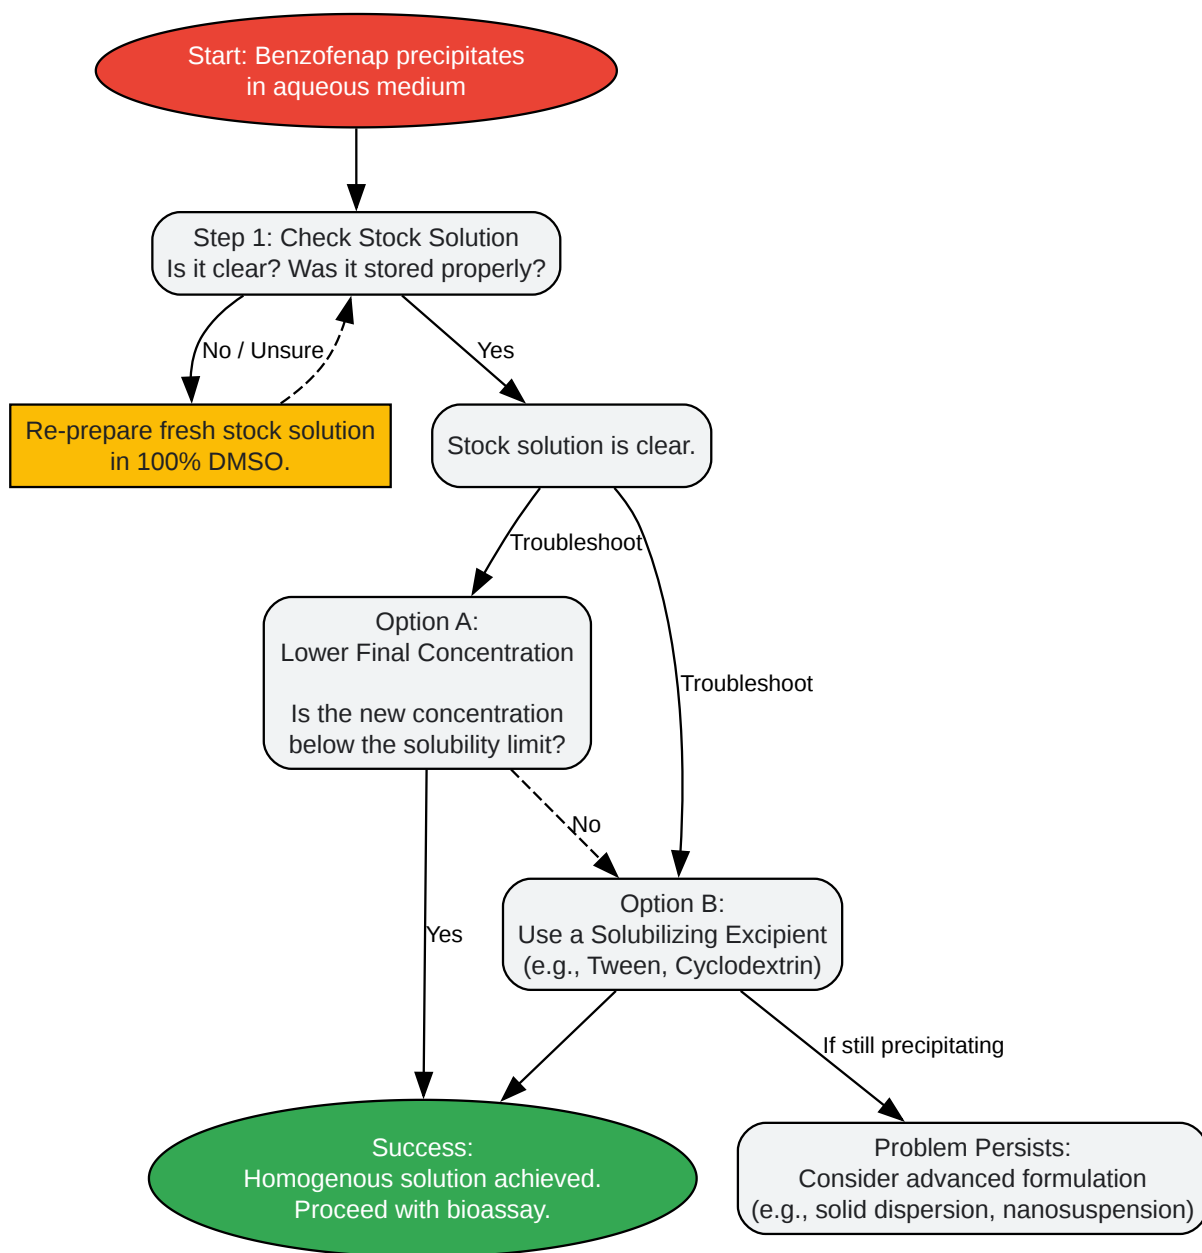 Start: Benzofenap precipitates
in aqueous medium
Step 1: Check Stock Solution
Is it clear? Was it stored properly?
No / Unsure
Yes
Re-prepare fresh stock solution
in 100% DMSO.
Stock solution is clear.
Troubleshoot
Option A:
Lower Final Concentration
Is the new concentration
below the solubility limit?
Troubleshoot
No
Option B:
Use a Solubilizing Excipient
(e.g., Tween, Cyclodextrin)
Yes
If still precipitating
Success:
Homogenous solution achieved.
Proceed with bioassay.
Problem Persists:
Consider advanced formulation
(e.g., solid dispersion, nanosuspension)